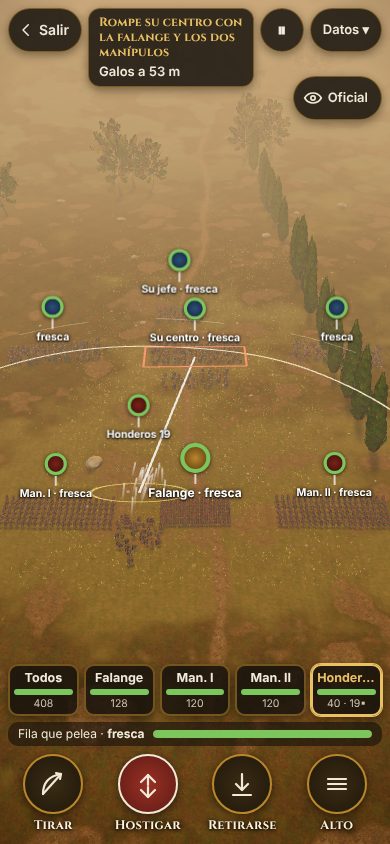 Salir
ROMPE SU CENTRO CON
LA FALANGE Y LOS DOS
MANÍPULOS
Galos a 53 m
Datos ▾
Oficial
Su jefe · fresca
fresca
Su centro · fresca
fresca
Honderos 19
Man. I · fresca
Falange · fresca
Man. II · fresca
Todos
408
Falange
128
Man. I
120
Man. II
120
Honder...
40 · 19•
Fila que pelea · fresca
TIRAR
HOSTIGAR
RETIRARSE
ALTO